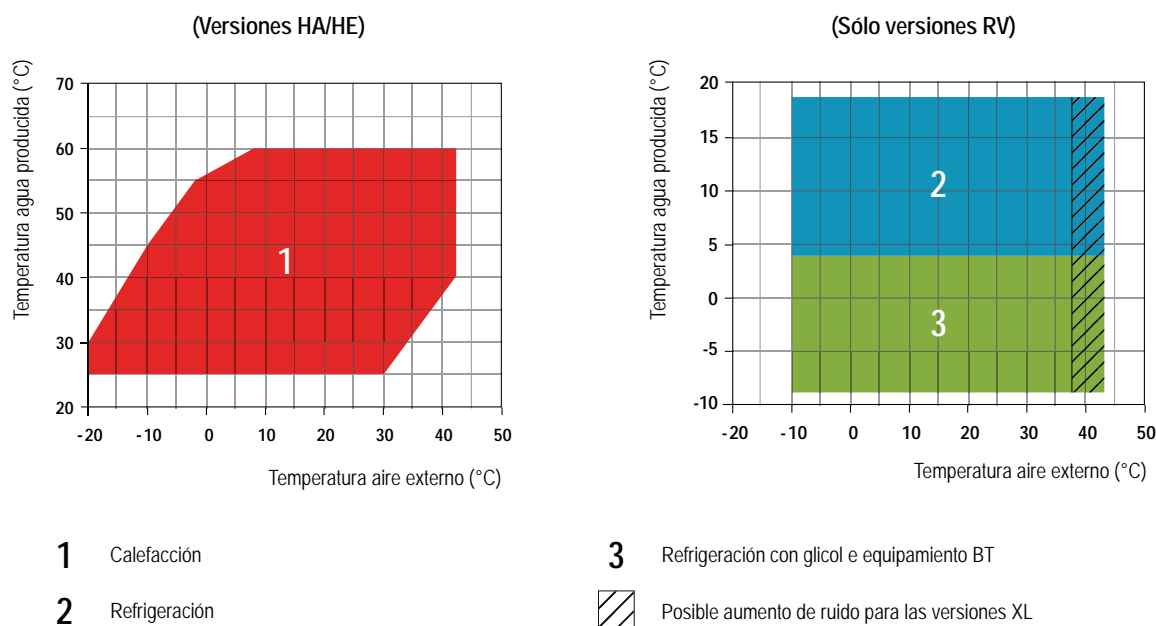 (Versiones HA/HE)
Temperatura agua producida (°C)
70
60
50
40
30
20
-20 -10 0 10 20 30 40 50
1
Temperatura aire externo (°C)
(Sólo versiones RV)
Temperatura agua producida (°C)
20
15
10
5
0
-5
-10
-20 -10 0 10 20 30 40 50
2
3
Temperatura aire externo (°C)
1 Calefacción
2 Refrigeración
3 Refrigeración con glicol e equipamiento BT
Posible aumento de ruido para las versiones XL